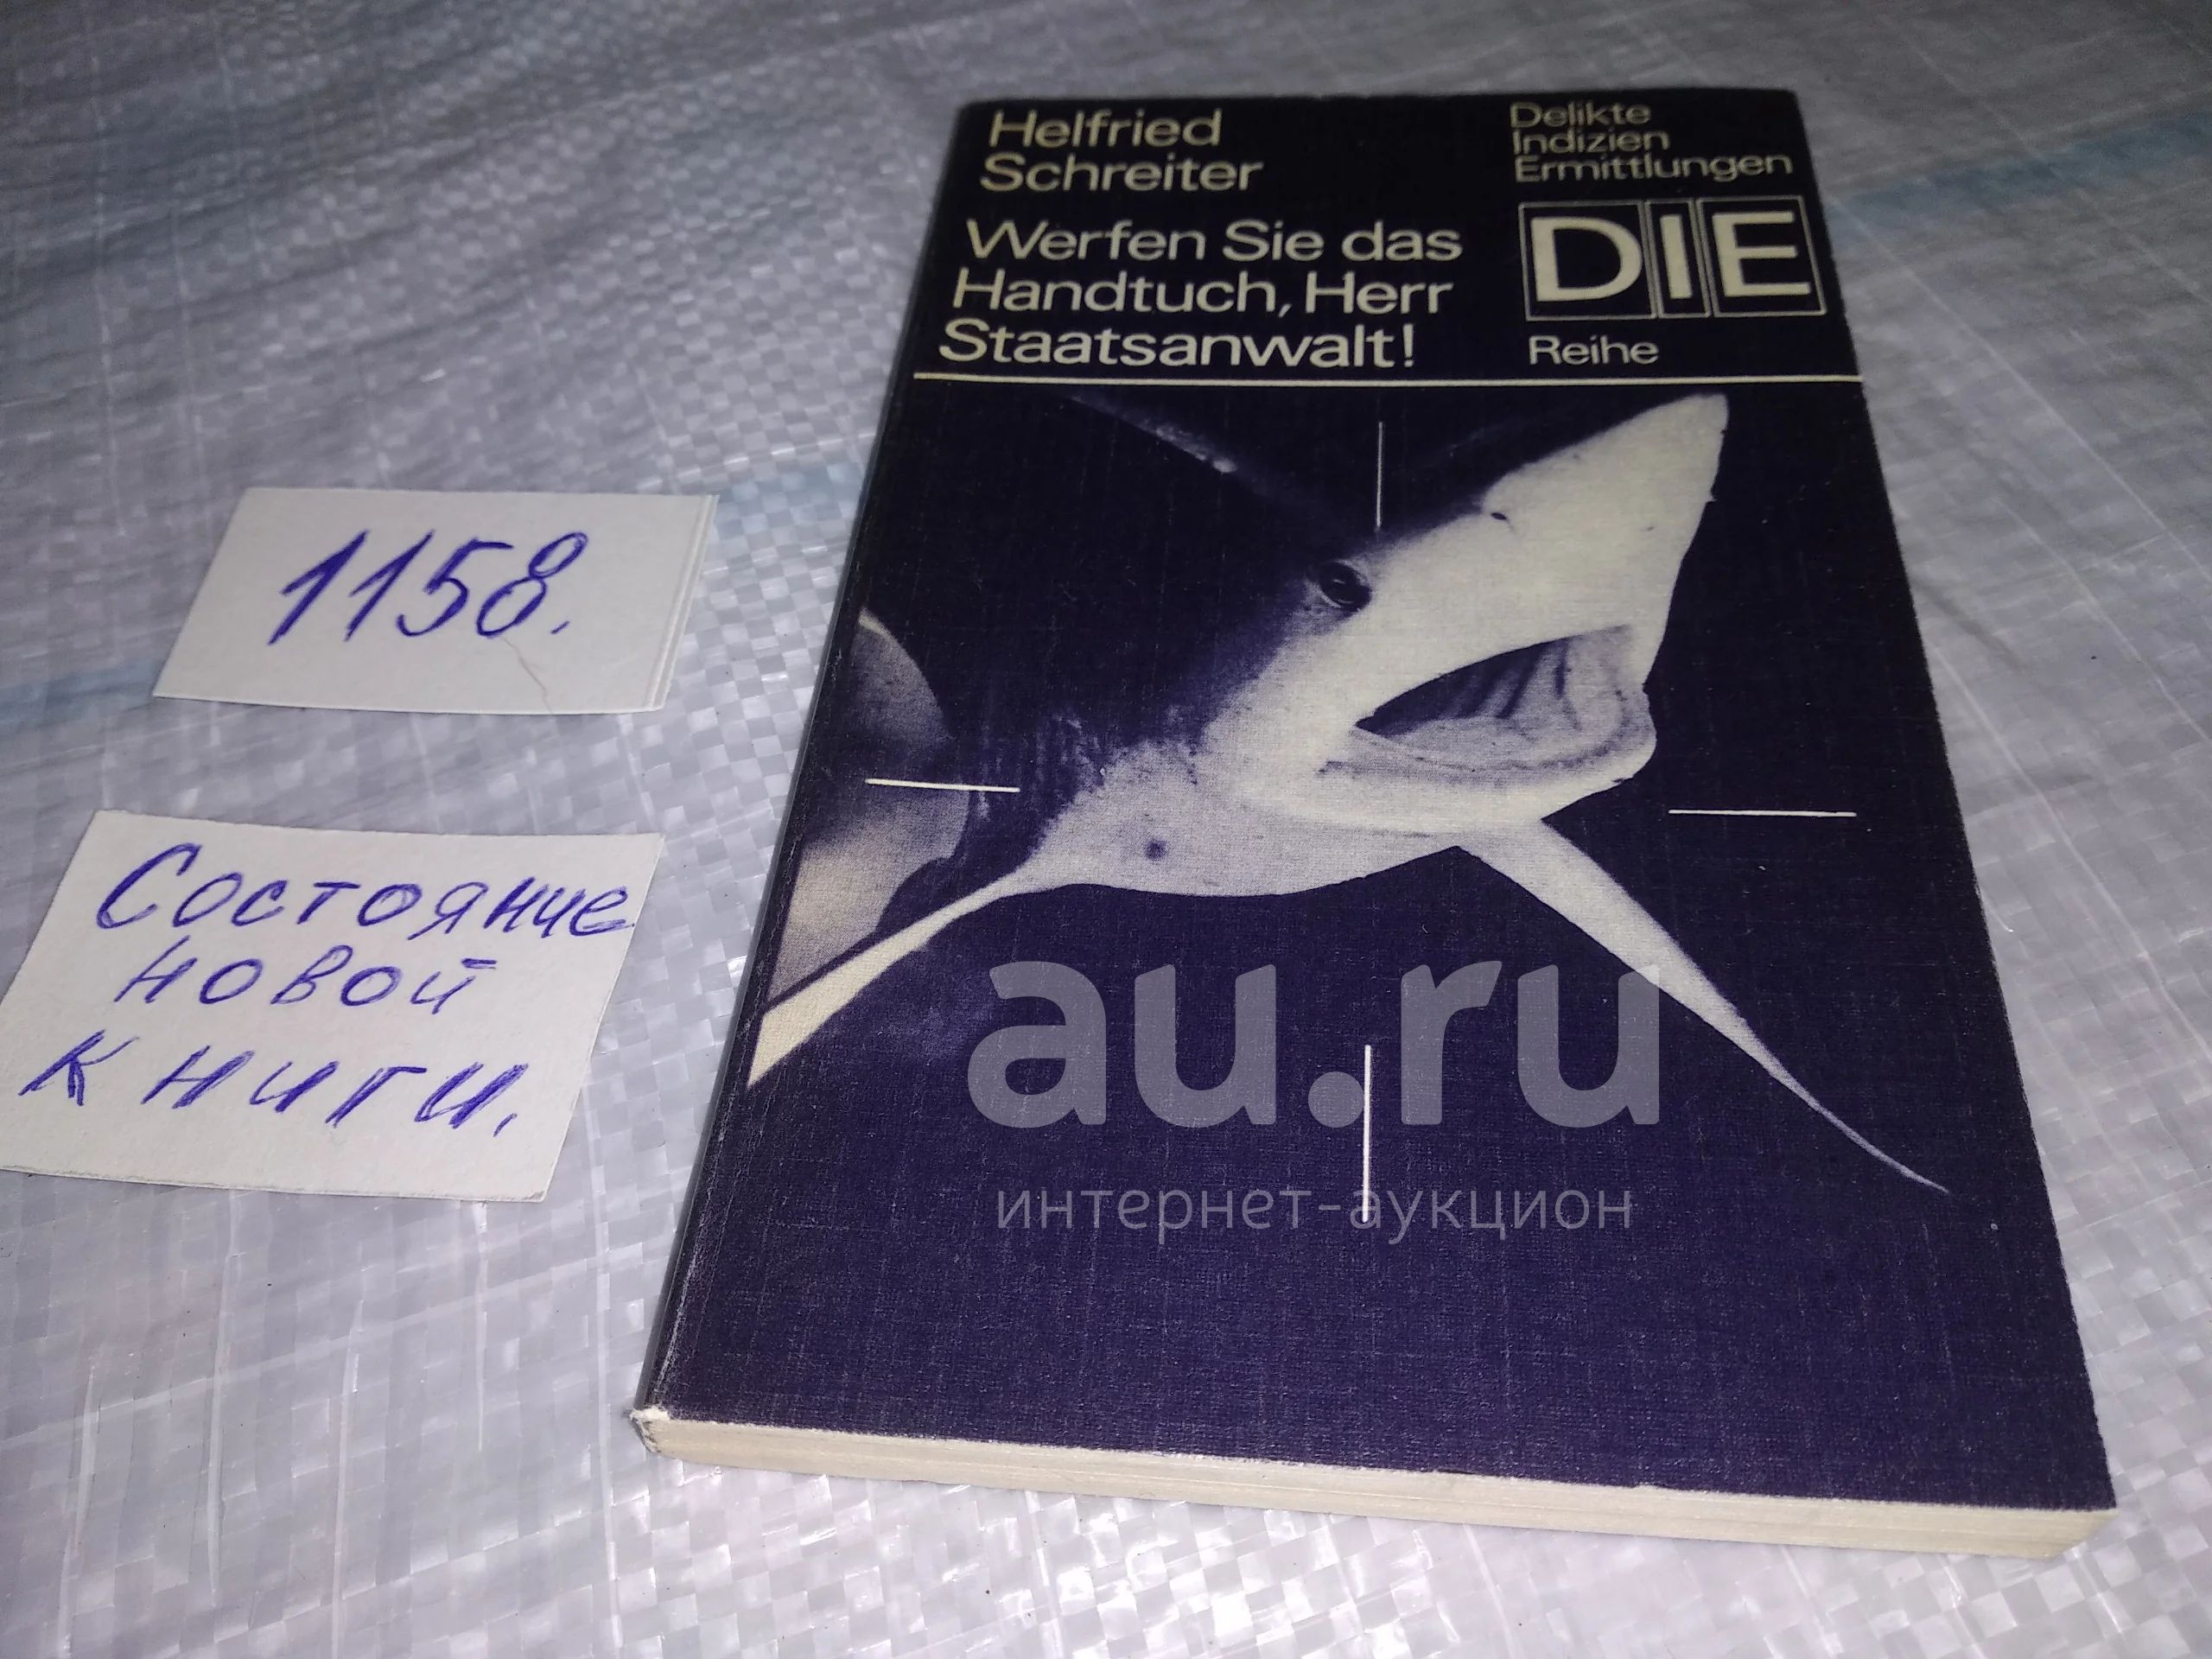 Helfried
Schreiter
Werfen Sie das
Handtuch, Herr
Staatsanwalt!
Delikte
Indizien
Ermittlungen
DIE
Reihe
1158.
Состояние
новой
книги.
au.ru
интернет-аукцион